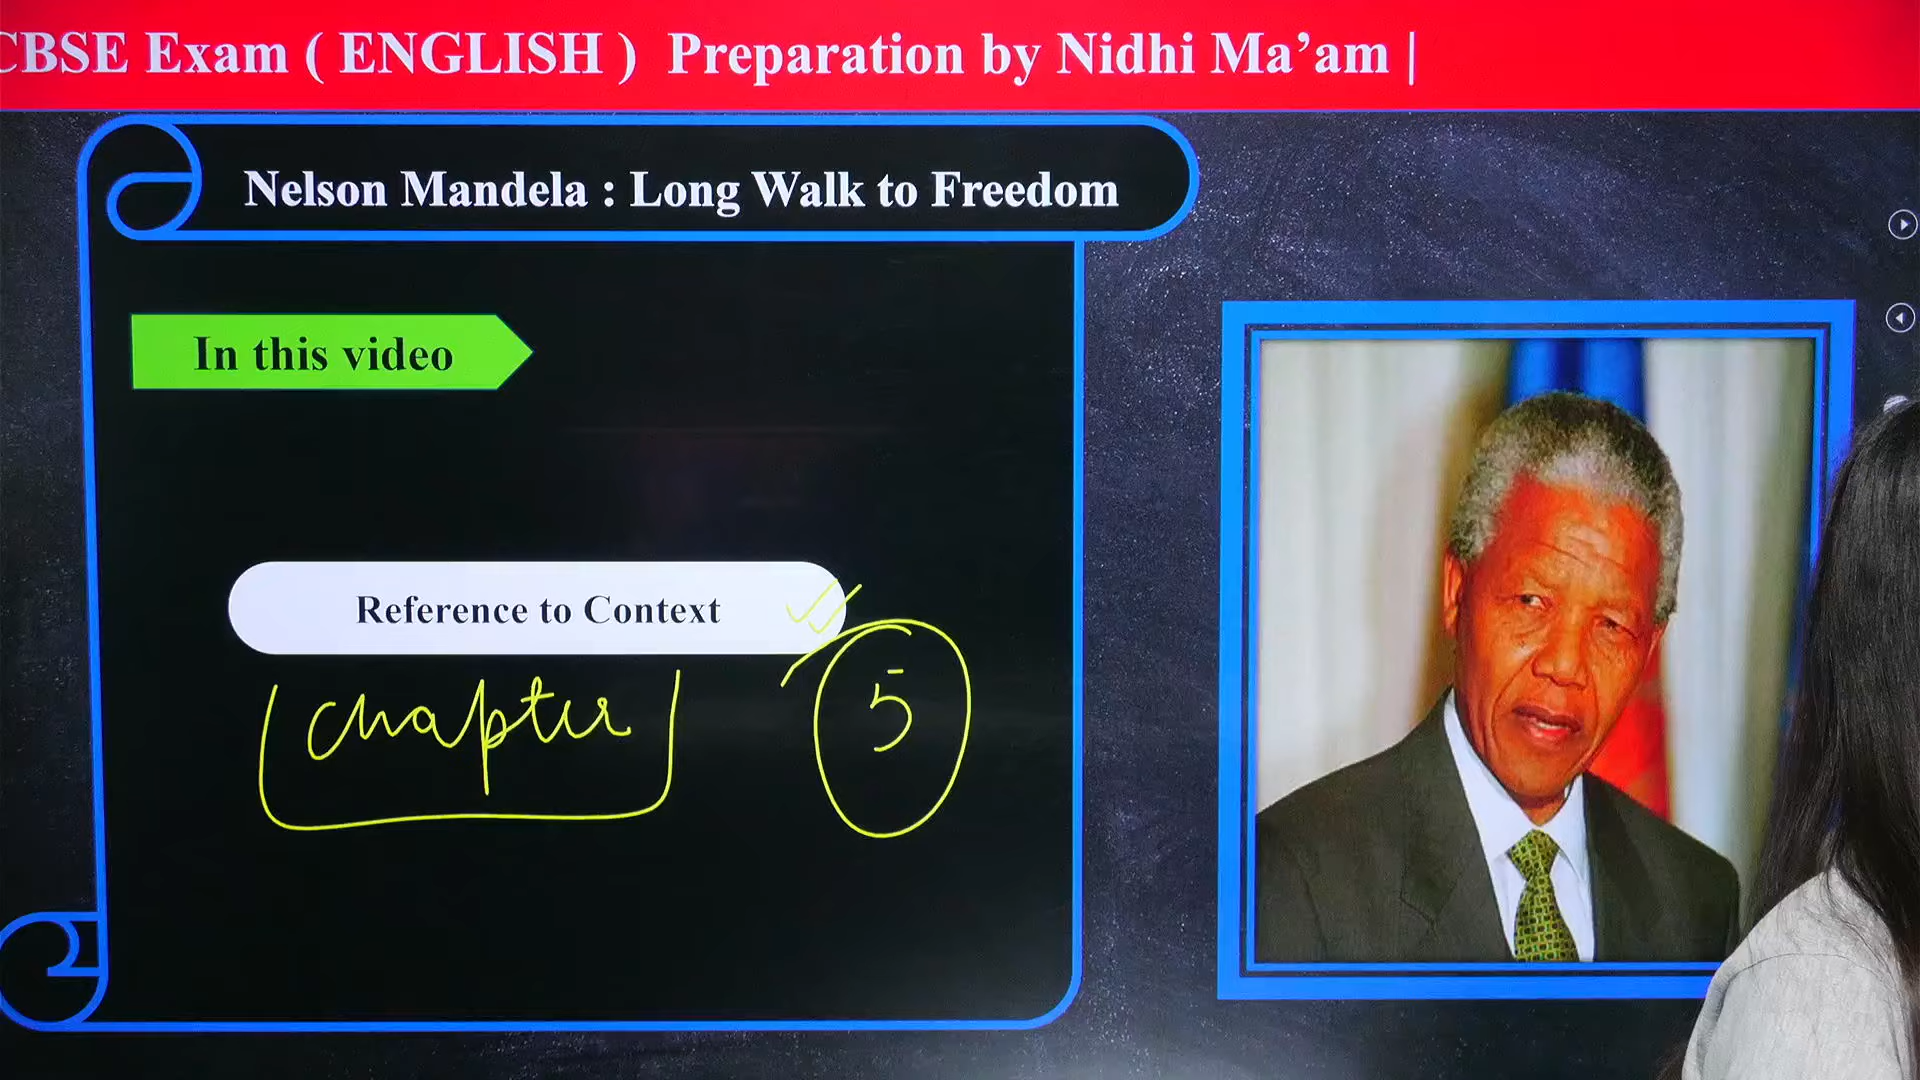 CBSE Exam ( ENGLISH ) Preparation by Nidhi Ma’am |
Nelson Mandela : Long Walk to Freedom
In this video
Reference to Context
chapter
5